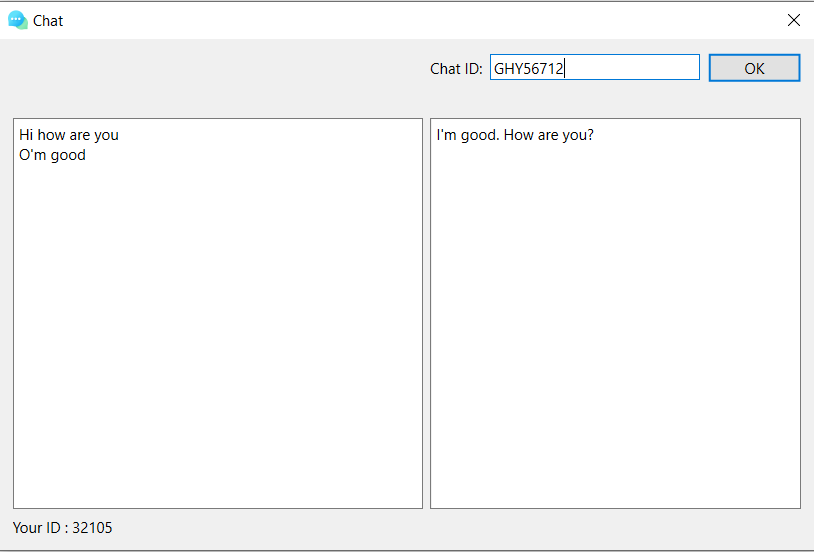 Chat
Chat ID: GHY56712 OK
Hi how are you
O'm good
I'm good. How are you?
Your ID : 32105